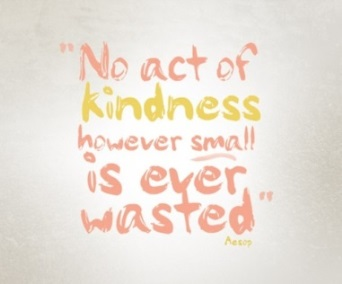 "No act of
kindness
however small
is ever
wasted"
Aesop